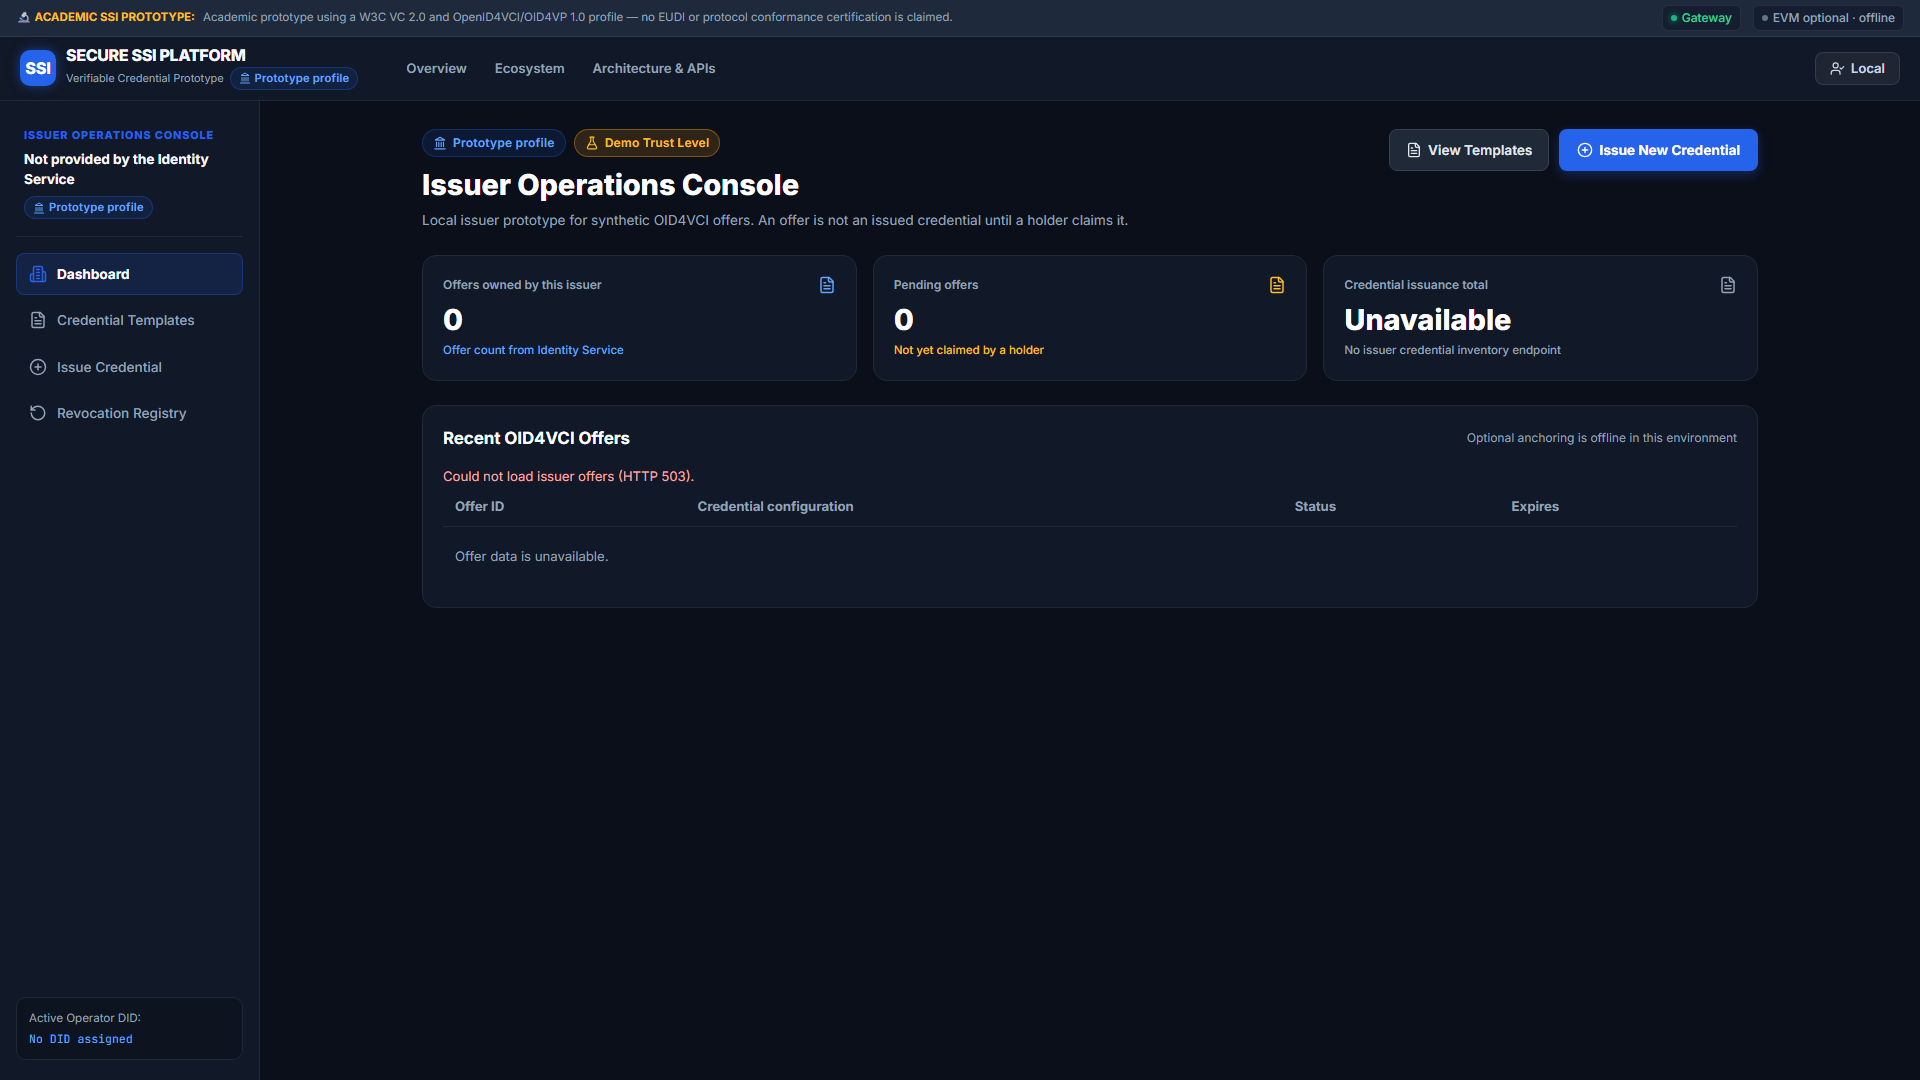 ACADEMIC SSI PROTOTYPE: Academic prototype using a W3C VC 2.0 and OpenID4VCI/OID4VP 1.0 profile — no EUDI or protocol conformance certification is claimed.
Gateway
EVM optional · offline
SSI
SECURE SSI PLATFORM
Verifiable Credential Prototype
Prototype profile
Overview
Ecosystem
Architecture & APIs
Local
ISSUER OPERATIONS CONSOLE
Not provided by the Identity
Service
Prototype profile
Dashboard
Credential Templates
Issue Credential
Revocation Registry
Active Operator DID:
No DID assigned
Prototype profile
Demo Trust Level
View Templates
Issue New Credential
Issuer Operations Console
Local issuer prototype for synthetic OID4VCI offers. An offer is not an issued credential until a holder claims it.
Offers owned by this issuer
0
Offer count from Identity Service
Pending offers
0
Not yet claimed by a holder
Credential issuance total
Unavailable
No issuer credential inventory endpoint
Recent OID4VCI Offers
Optional anchoring is offline in this environment
Could not load issuer offers (HTTP 503).
Offer ID
Credential configuration
Status
Expires
Offer data is unavailable.